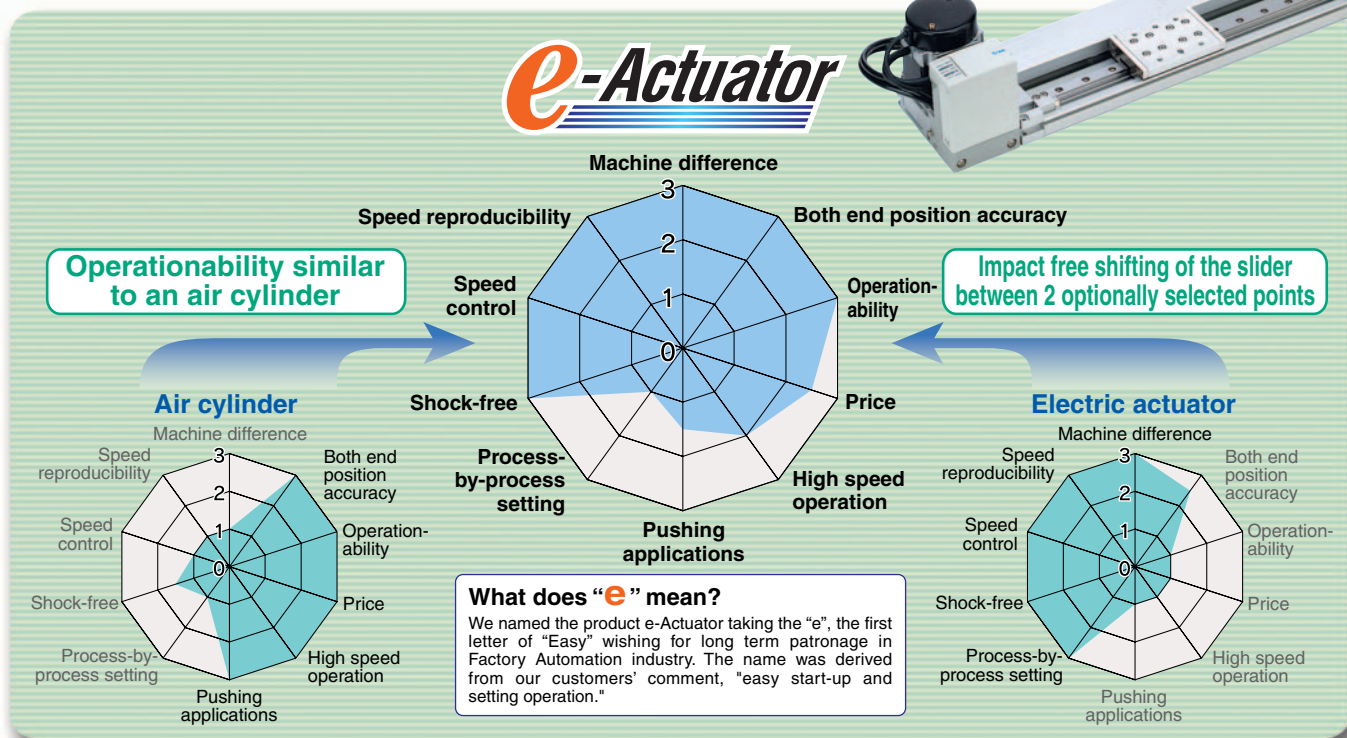 e-Actuator
Machine difference
Speed reproducibility
Both end position accuracy
Operationability similar
to an air cylinder
Impact free shifting of the slider
between 2 optionally selected points
Speed
control
Operation-
ability
3
2
1
0
Shock-free
Price
Process-
by-process
setting
High speed
operation
Pushing
applications
Air cylinder
Machine difference
Speed
reproducibility
Both end
position
accuracy
Speed
control
Operation-
ability
3
2
1
0
Shock-free
Price
Process-by-
process setting
High speed
operation
Pushing
applications
What does “e” mean?
We named the product e-Actuator taking the “e”, the first
letter of “Easy” wishing for long term patronage in
Factory Automation industry. The name was derived
from our customers’ comment, "easy start-up and
setting operation."
Electric actuator
Machine difference
Speed
reproducibility
Both end
position
accuracy
Speed
control
Operation-
ability
3
2
1
0
Shock-free
Price
Process-by-
process setting
High speed
operation
Pushing
applications